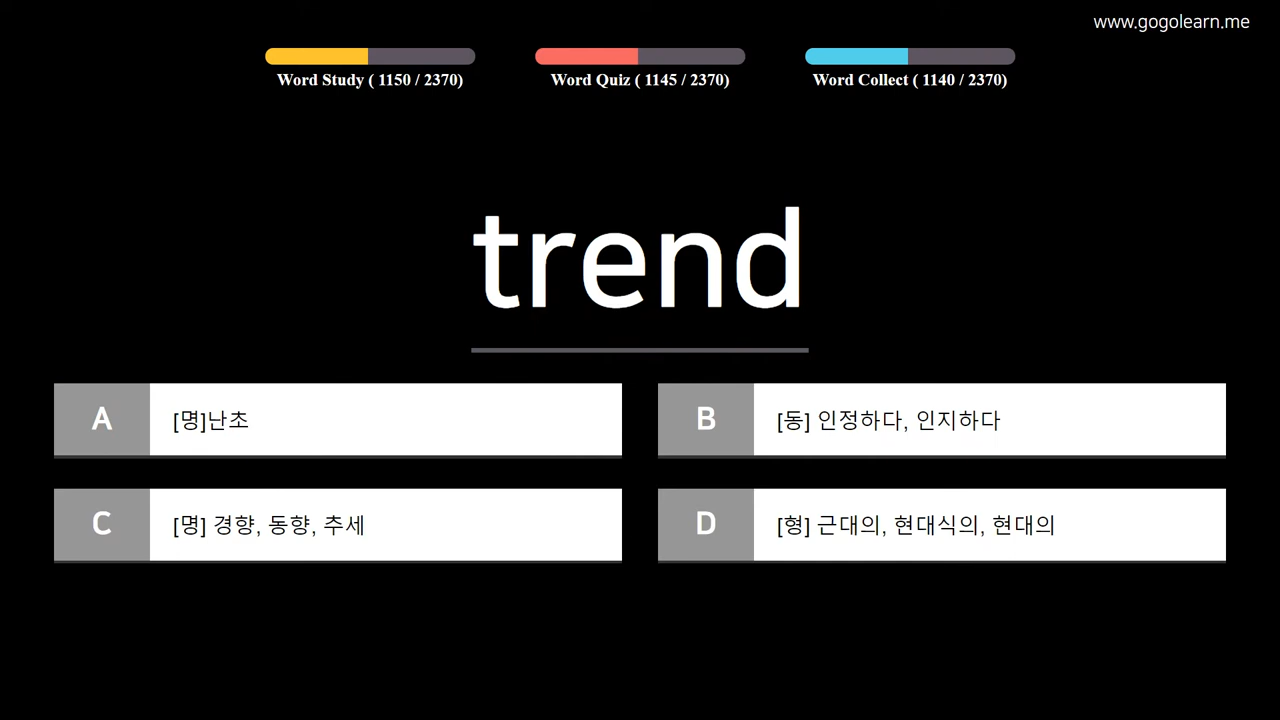 www.gogolearn.me
Word Study ( 1150 / 2370)
Word Quiz ( 1145 / 2370)
Word Collect ( 1140 / 2370)
trend
A [명]난초
B [동] 인정하다, 인지하다
C [명] 경향, 동향, 추세
D [형] 근대의, 현대식의, 현대의